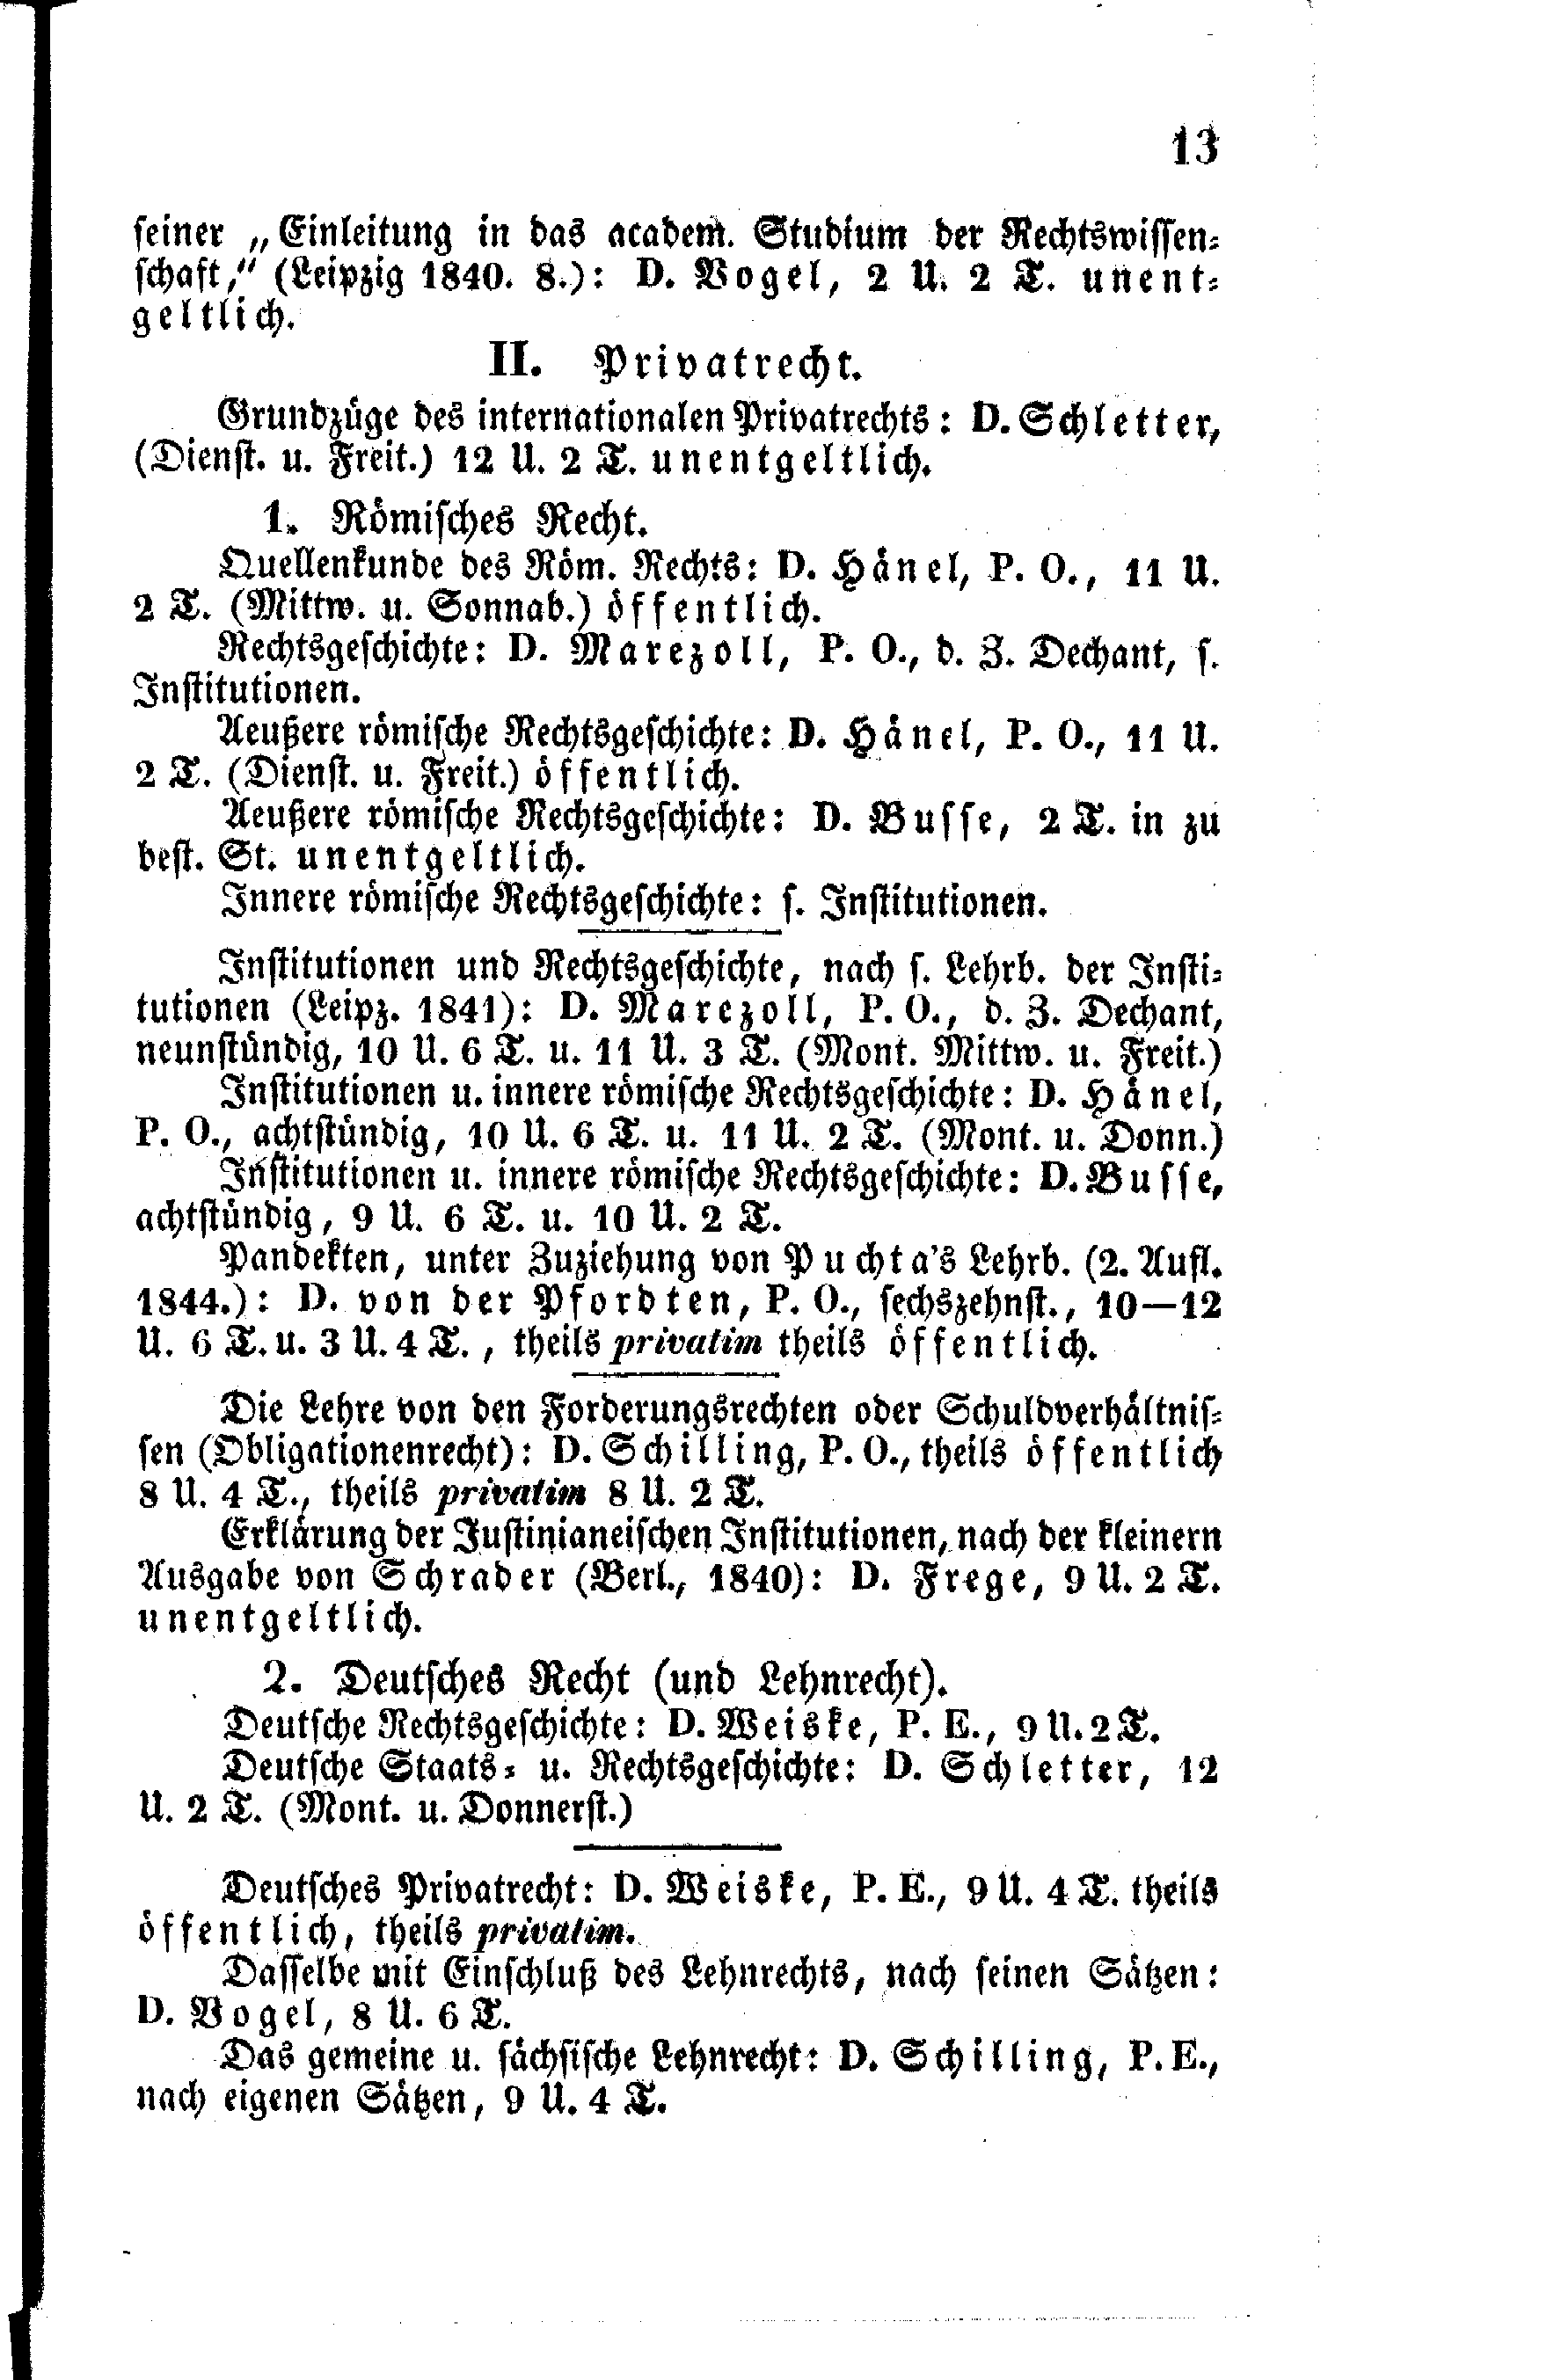 13
seiner „Einleitung in das academ. Studium der Rechtswissen-
schaft,“ (Leipzig 1840. 8.): D. Vogel, 2 U. 2 T. unent-
geltlich.
II. Privatrecht.
Grundzüge des internationalen Privatrechts: D. Schletter,
(Dienst. u. Freit.) 12 U. 2 T. unentgeltlich.
1. Römisches Recht.
Quellenkunde des Röm. Rechts: D. Hänel, P. O., 11 U.
2 T. (Mittw. u. Sonnab.) öffentlich.
Rechtsgeschichte: D. Marezoll, P. O., d. Z. Dechant, s.
Institutionen.
Aeußere römische Rechtsgeschichte: D. Hänel, P. O., 11 U.
2 T. (Dienst. u. Freit.) öffentlich.
Aeußere römische Rechtsgeschichte: D. Busse, 2 T. in zu
best. St. unentgeltlich.
Innere römische Rechtsgeschichte: s. Institutionen.
Institutionen und Rechtsgeschichte, nach s. Lehrb. der Insti-
tutionen (Leipz. 1841): D. Marezoll, P. O., d. Z. Dechant,
neunstündig, 10 U. 6 T. u. 11 U. 3 T. (Mont. Mittw. u. Freit.)
Institutionen u. innere römische Rechtsgeschichte: D. Hänel,
P. O., achtstündig, 10 U. 6 T. u. 11 U. 2 T. (Mont. u. Donn.)
Institutionen u. innere römische Rechtsgeschichte: D. Busse,
achtstündig, 9 U. 6 T. u. 10 U. 2 T.
Pandekten, unter Zuziehung von Puchta's Lehrb. (2. Aufl.
1844.): D. von der Pfordten, P. O., sechszehnst., 10—12
U. 6 T. u. 3 U. 4 T., theils privatim theils öffentlich.
Die Lehre von den Forderungsrechten oder Schuldverhältnis-
sen (Obligationenrecht): D. Schilling, P. O., theils öffentlich
8 U. 4 T., theils privatim 8 U. 2 T.
Erklärung der Justinianeischen Institutionen, nach der kleinern
Ausgabe von Schrader (Berl., 1840): D. Frege, 9 U. 2 T.
unentgeltlich.
2. Deutsches Recht (und Lehnrecht).
Deutsche Rechtsgeschichte: D. Weiske, P. E., 9 U. 2 T.
Deutsche Staats- u. Rechtsgeschichte: D. Schletter, 12
U. 2 T. (Mont. u. Donnerst.)
Deutsches Privatrecht: D. Weiske, P. E., 9 U. 4 T. theils
öffentlich, theils privatim.
Dasselbe mit Einschluß des Lehnrechts, nach seinen Sätzen:
D. Vogel, 8 U. 6 T.
Das gemeine u. sächsische Lehnrecht: D. Schilling, P. E.,
nach eigenen Sätzen, 9 U. 4 T.